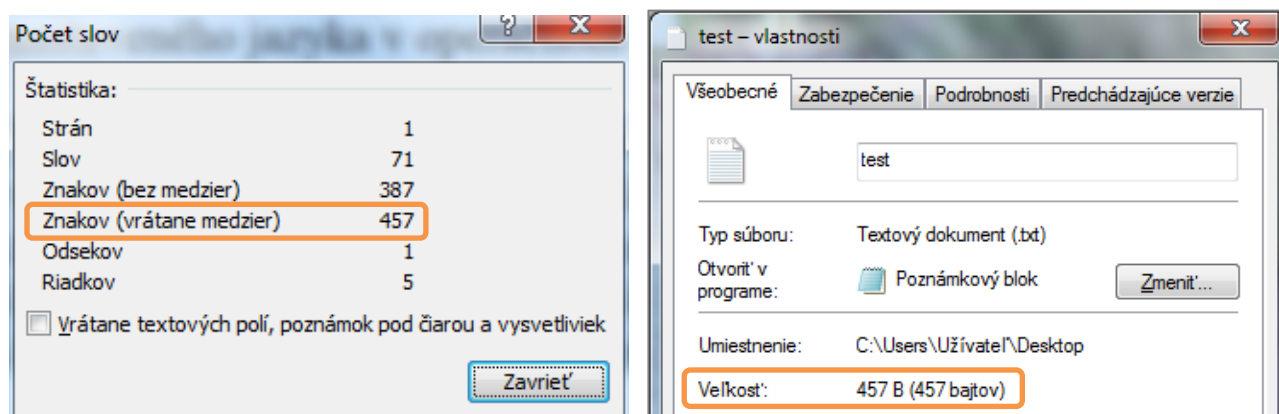 Počet slov
Štatistika:
Strán 1
Slov 71
Znakov (bez medzier) 387
Znakov (vrátane medzier) 457
Odsekov 1
Riadkov 5
Vrátane textových polí, poznámok pod čiarou a vysvetliviek
Zavrieť
test – vlastnosti
Všeobecné Zabezpečenie Podrobnosti Predchádzajúce verzie
test
Typ súboru: Textový dokument (.txt)
Otvoriť v programe: Poznámkový blok Zmeniť...
Umiestnenie: C:\Users\Užívateľ\Desktop
Veľkosť: 457 B (457 bajtov)